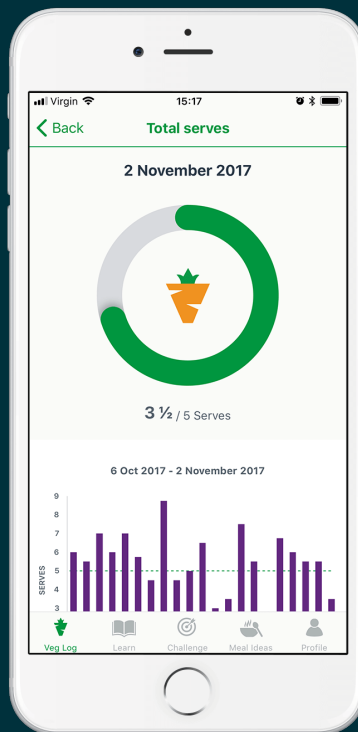 Virgin 15:17
Back Total serves
2 November 2017
3 ½ / 5 Serves
6 Oct 2017 - 2 November 2017
9
8
7
6
5
4
3
SERVES
Veg Log Learn Challenge Meal Ideas Profile